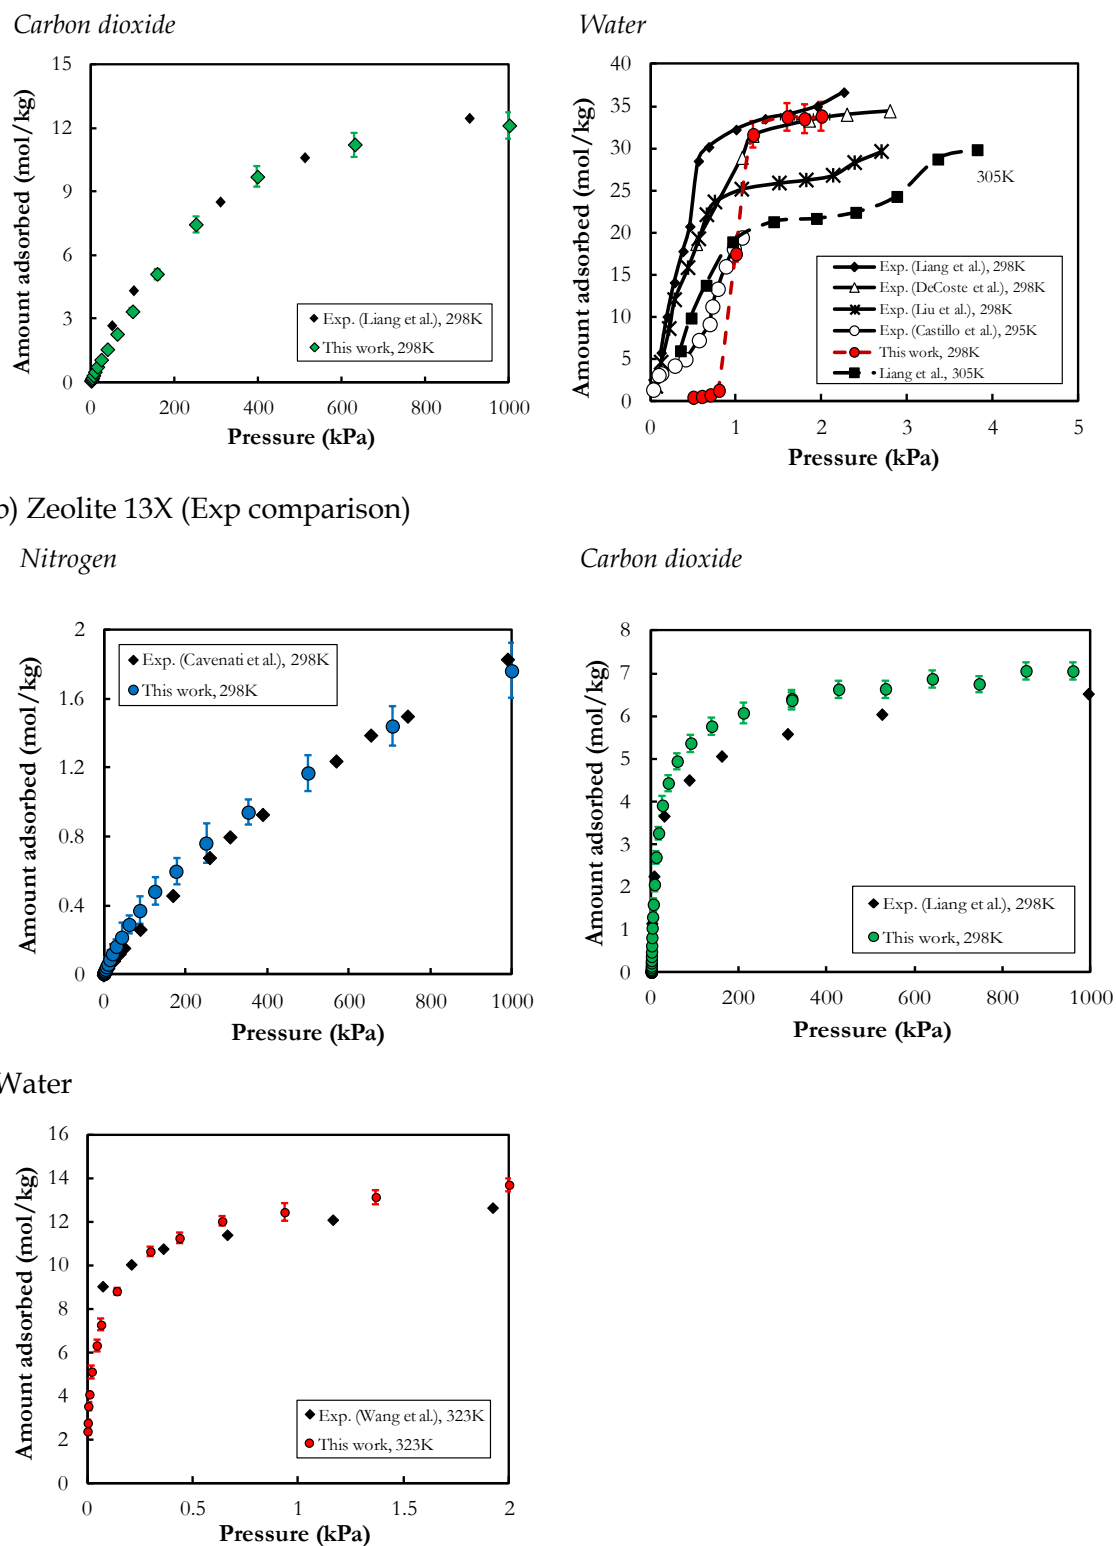 Carbon dioxide
Water
15
12
9
6
3
0
0 200 400 600 800 1000
Amount adsorbed (mol/kg)
Pressure (kPa)
Exp. (Liang et al.), 298K
This work, 298K
40
35
30
25
20
15
10
5
0
0 1 2 3 4 5
Amount adsorbed (mol/kg)
Pressure (kPa)
305K
Exp. (Liang et al.), 298K
Exp. (DeCoste et al.), 298K
Exp. (Liu et al.), 298K
Exp. (Castillo et al.), 295K
This work, 298K
Liang et al., 305K
b) Zeolite 13X (Exp comparison)
Nitrogen
Carbon dioxide
2
1.6
1.2
0.8
0.4
0
0 200 400 600 800 1000
Amount adsorbed (mol/kg)
Pressure (kPa)
Exp. (Cavenati et al.), 298K
This work, 298K
8
7
6
5
4
3
2
1
0
0 200 400 600 800 1000
Amount adsorbed (mol/kg)
Pressure (kPa)
Exp. (Liang et al.), 298K
This work, 298K
Water
16
14
12
10
8
6
4
2
0
0 0.5 1 1.5 2
Amount adsorbed (mol/kg)
Pressure (kPa)
Exp. (Wang et al.), 323K
This work, 323K